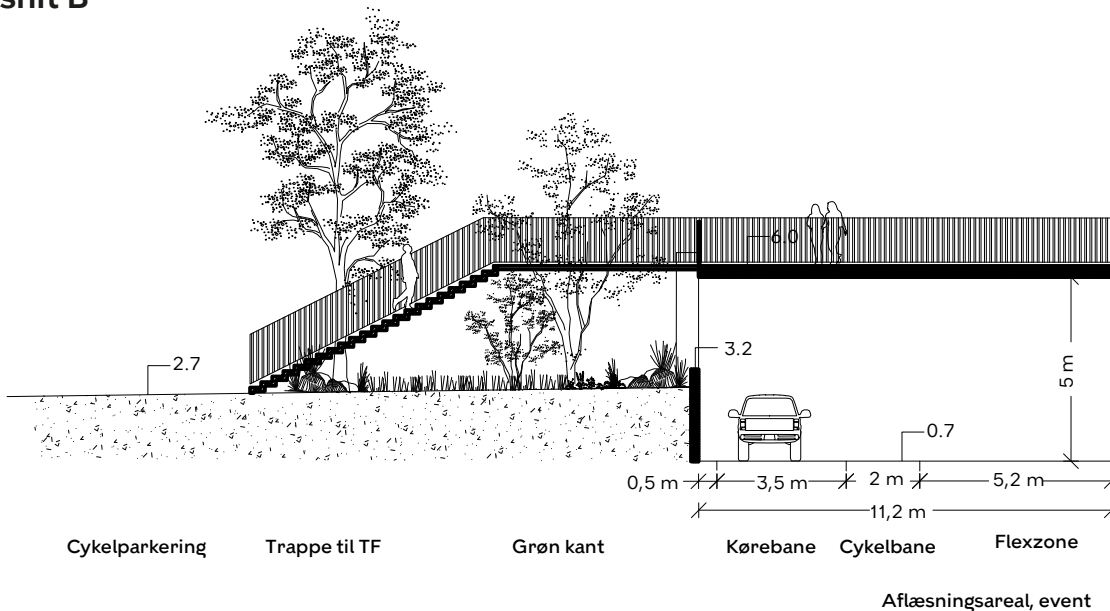 snit B
6.0
2.7
3.2
5 m
0.7
0,5 m
3,5 m
2 m
5,2 m
11,2 m
Cykelparkering
Trappe til TF
Grøn kant
Kørebane
Cykelbane
Flexzone
Aflæsningsareal, event